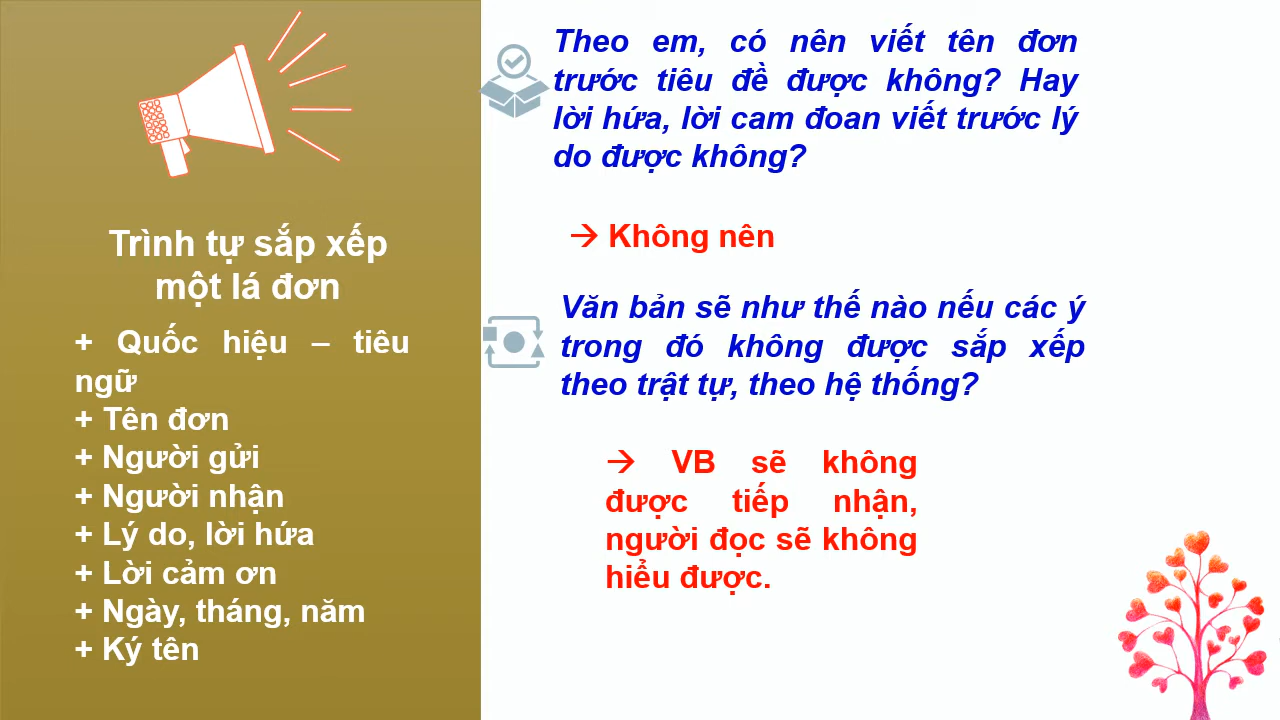 Trình tự sắp xếp
một lá đơn
+ Quốc hiệu – tiêu
ngữ
+ Tên đơn
+ Người gửi
+ Người nhận
+ Lý do, lời hứa
+ Lời cảm ơn
+ Ngày, tháng, năm
+ Ký tên
Theo em, có nên viết tên đơn
trước tiêu đề được không? Hay
lời hứa, lời cam đoan viết trước lý
do được không?
→ Không nên
Văn bản sẽ như thế nào nếu các ý
trong đó không được sắp xếp
theo trật tự, theo hệ thống?
→ VB sẽ không
được tiếp nhận,
người đọc sẽ không
hiểu được.